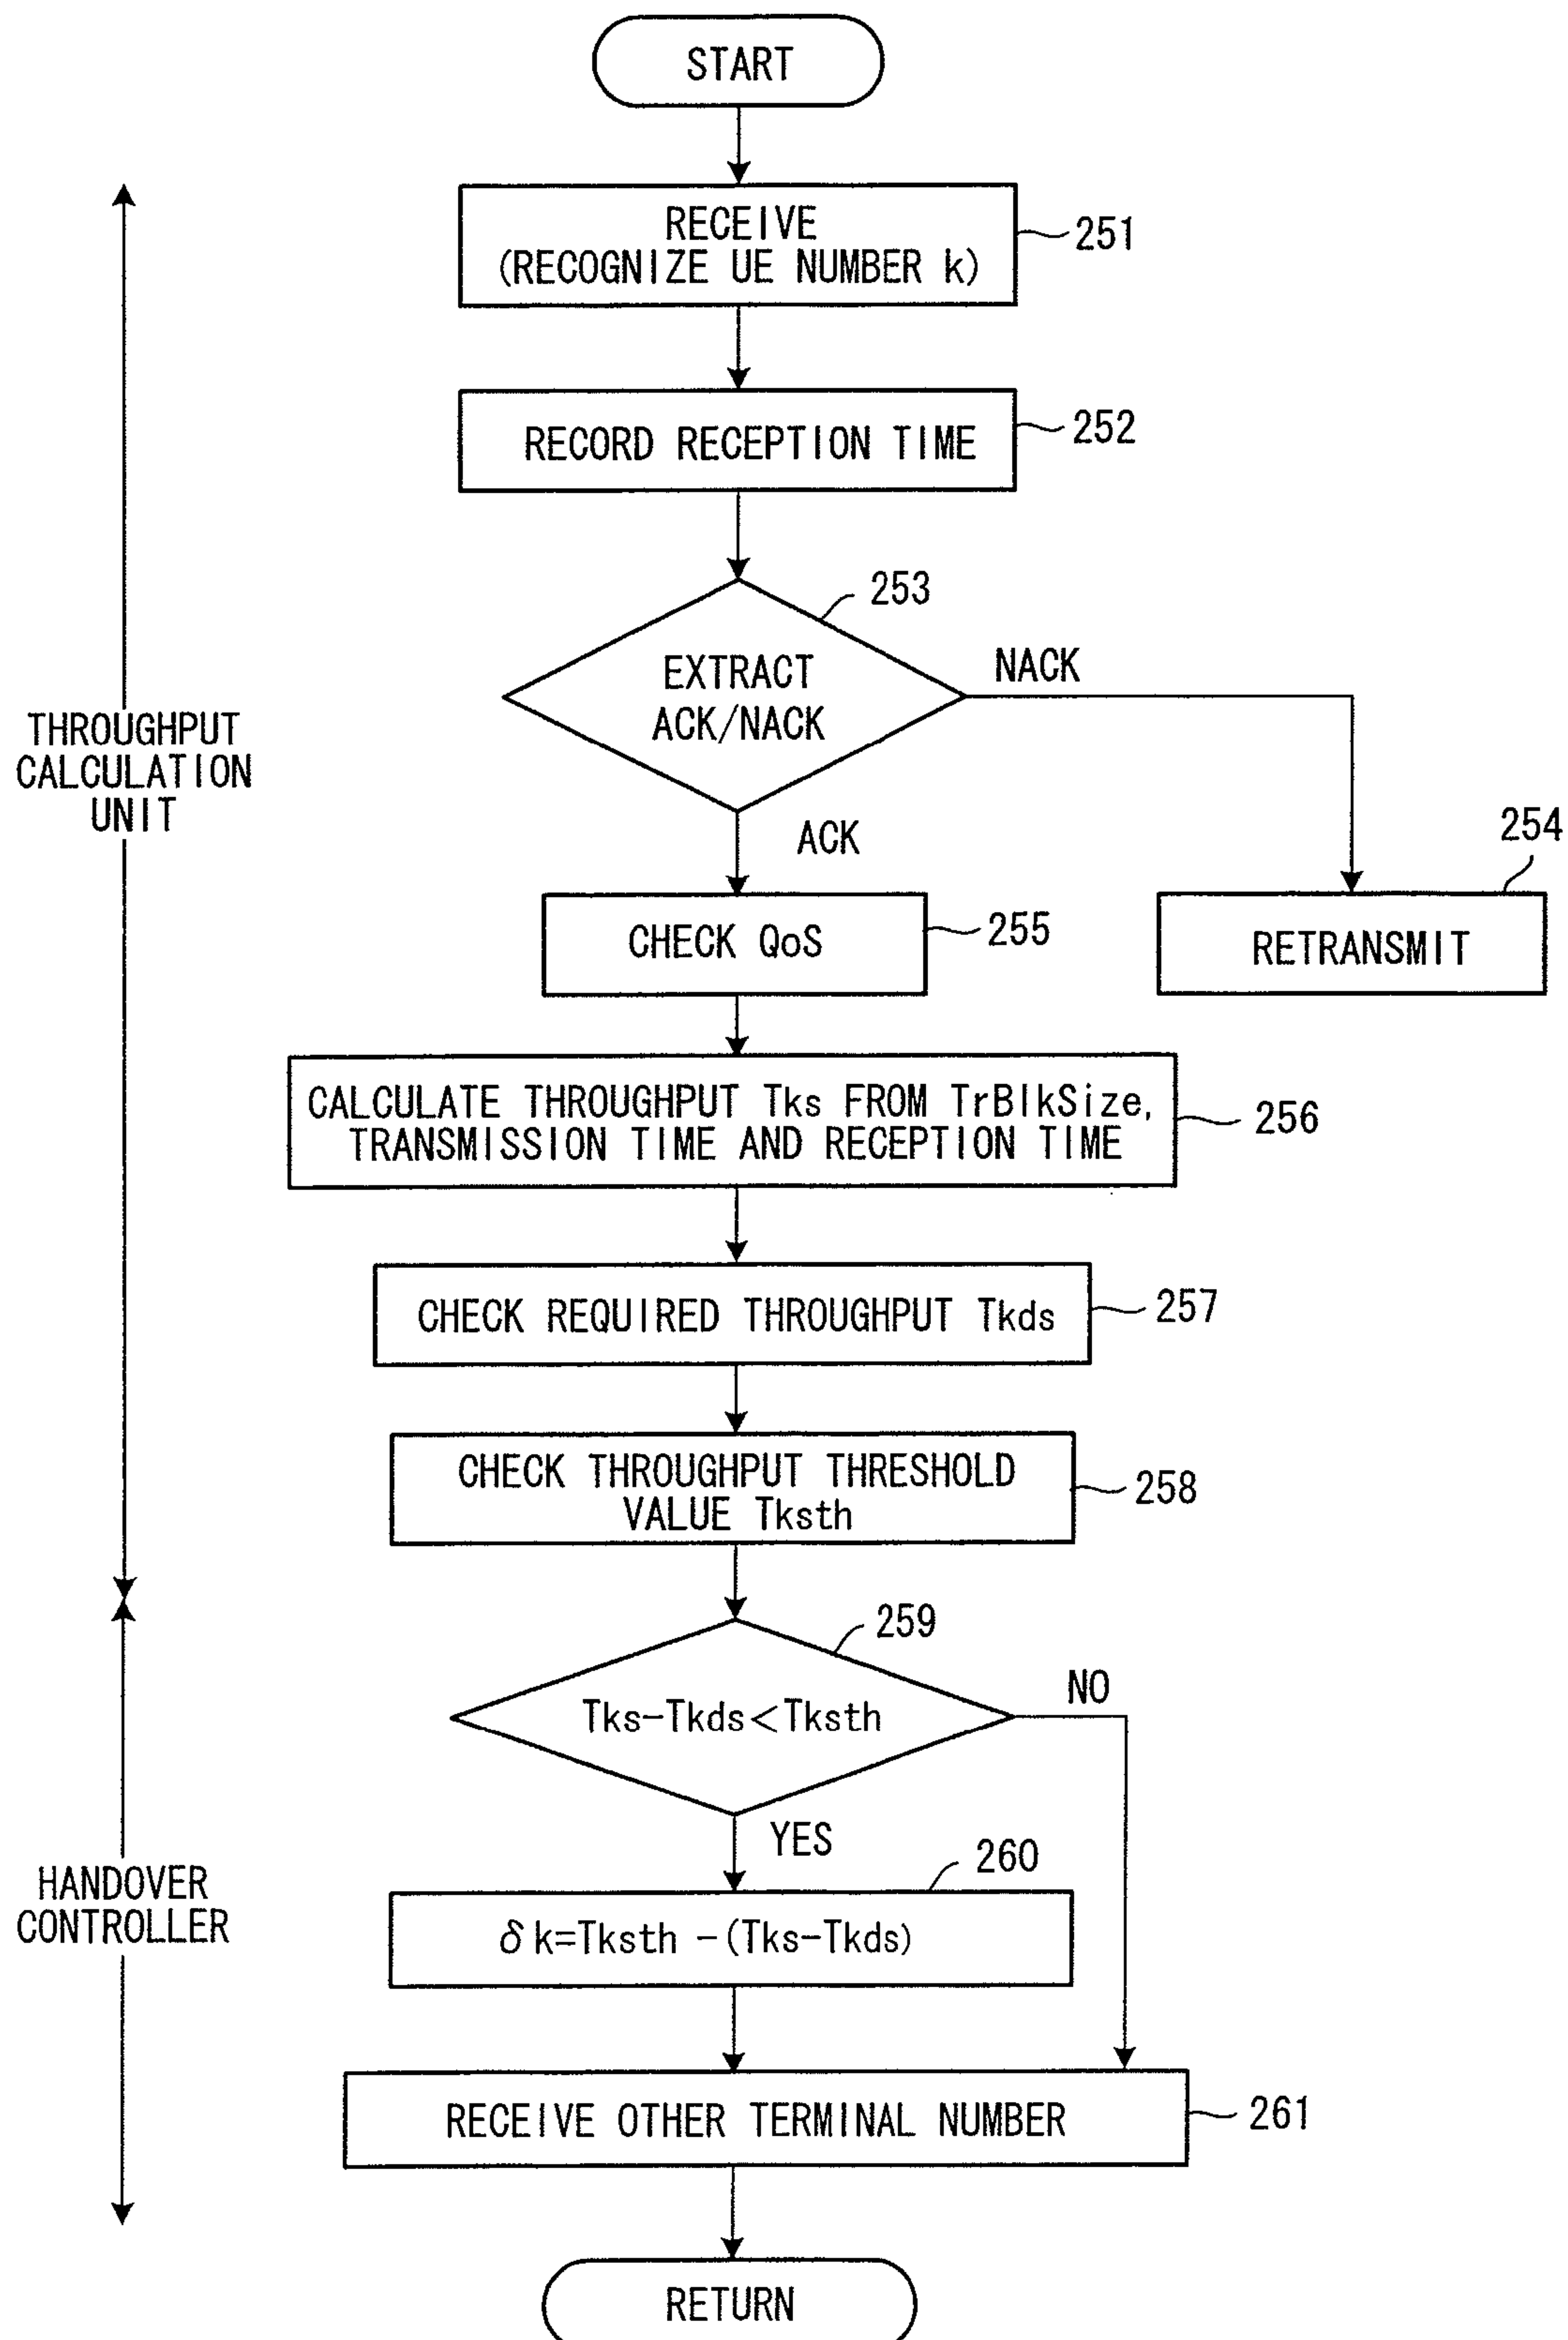 START
RECEIVE
(RECOGNIZE UE NUMBER k)
251
RECORD RECEPTION TIME
252
253
EXTRACT
ACK/NACK
NACK
THROUGHPUT
CALCULATION
UNIT
ACK
254
CHECK QoS
255
RETRANSMIT
CALCULATE THROUGHPUT Tks FROM TrBlkSize,
TRANSMISSION TIME AND RECEPTION TIME
256
CHECK REQUIRED THROUGHPUT Tkds
257
CHECK THROUGHPUT THRESHOLD
VALUE Tksth
258
259
Tks-Tkds<Tksth
NO
YES
260
HANDOVER
CONTROLLER
δk=Tksth -(Tks-Tkds)
RECEIVE OTHER TERMINAL NUMBER
261
RETURN